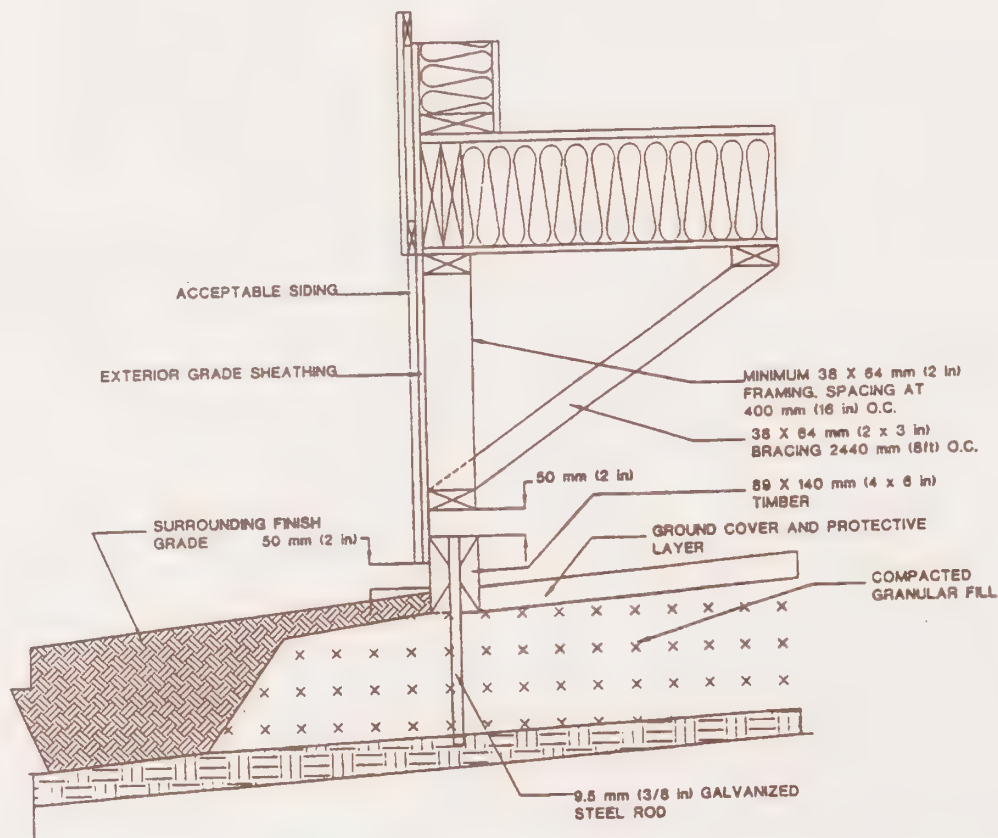 ACCEPTABLE SIDING
EXTERIOR GRADE SHEATHING
MINIMUM 38 X 64 mm (2 in)
FRAMING, SPACING AT
400 mm (16 in) O.C.
38 X 64 mm (2 x 3 in)
BRACING 2440 mm (8ft) O.C.
50 mm (2 in)
89 X 140 mm (4 x 6 in)
TIMBER
SURROUNDING FINISH
GRADE
50 mm (2 in)
GROUND COVER AND PROTECTIVE
LAYER
COMPACTED
GRANULAR FILL
9.5 mm (3/8 in) GALVANIZED
STEEL ROD